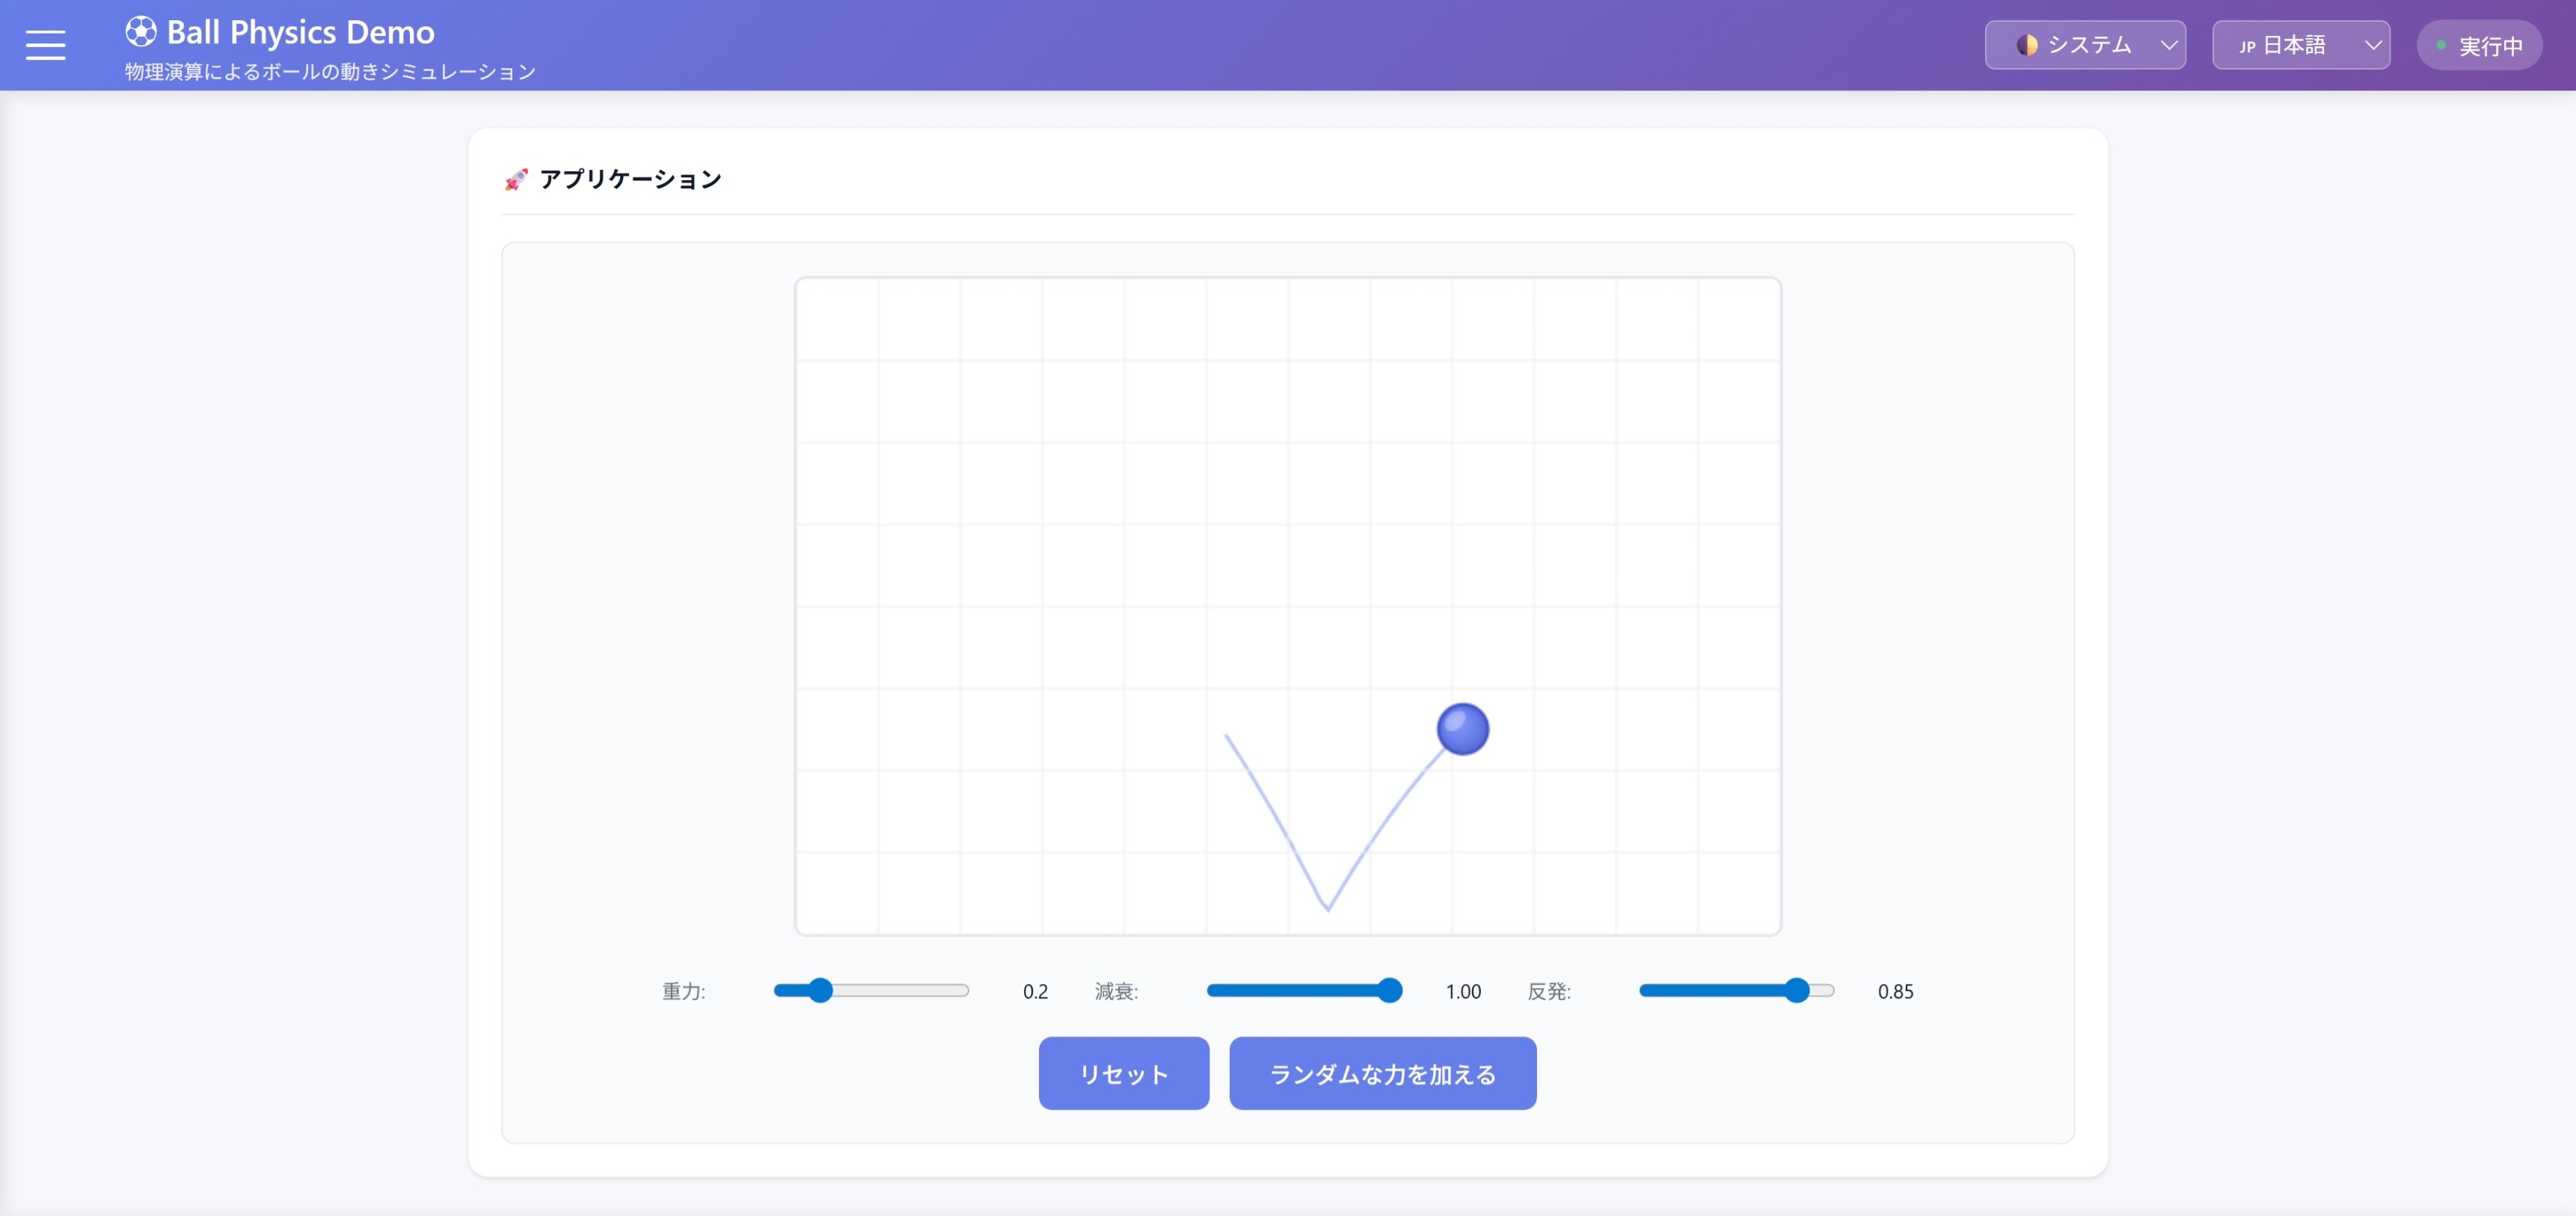 ⚽ Ball Physics Demo
物理演算によるボールの動きシミュレーション
🌓 システム
JP 日本語
実行中
🚀 アプリケーション
重力: 0.2 減衰: 1.00 反発: 0.85
リセット
ランダムな力を加える